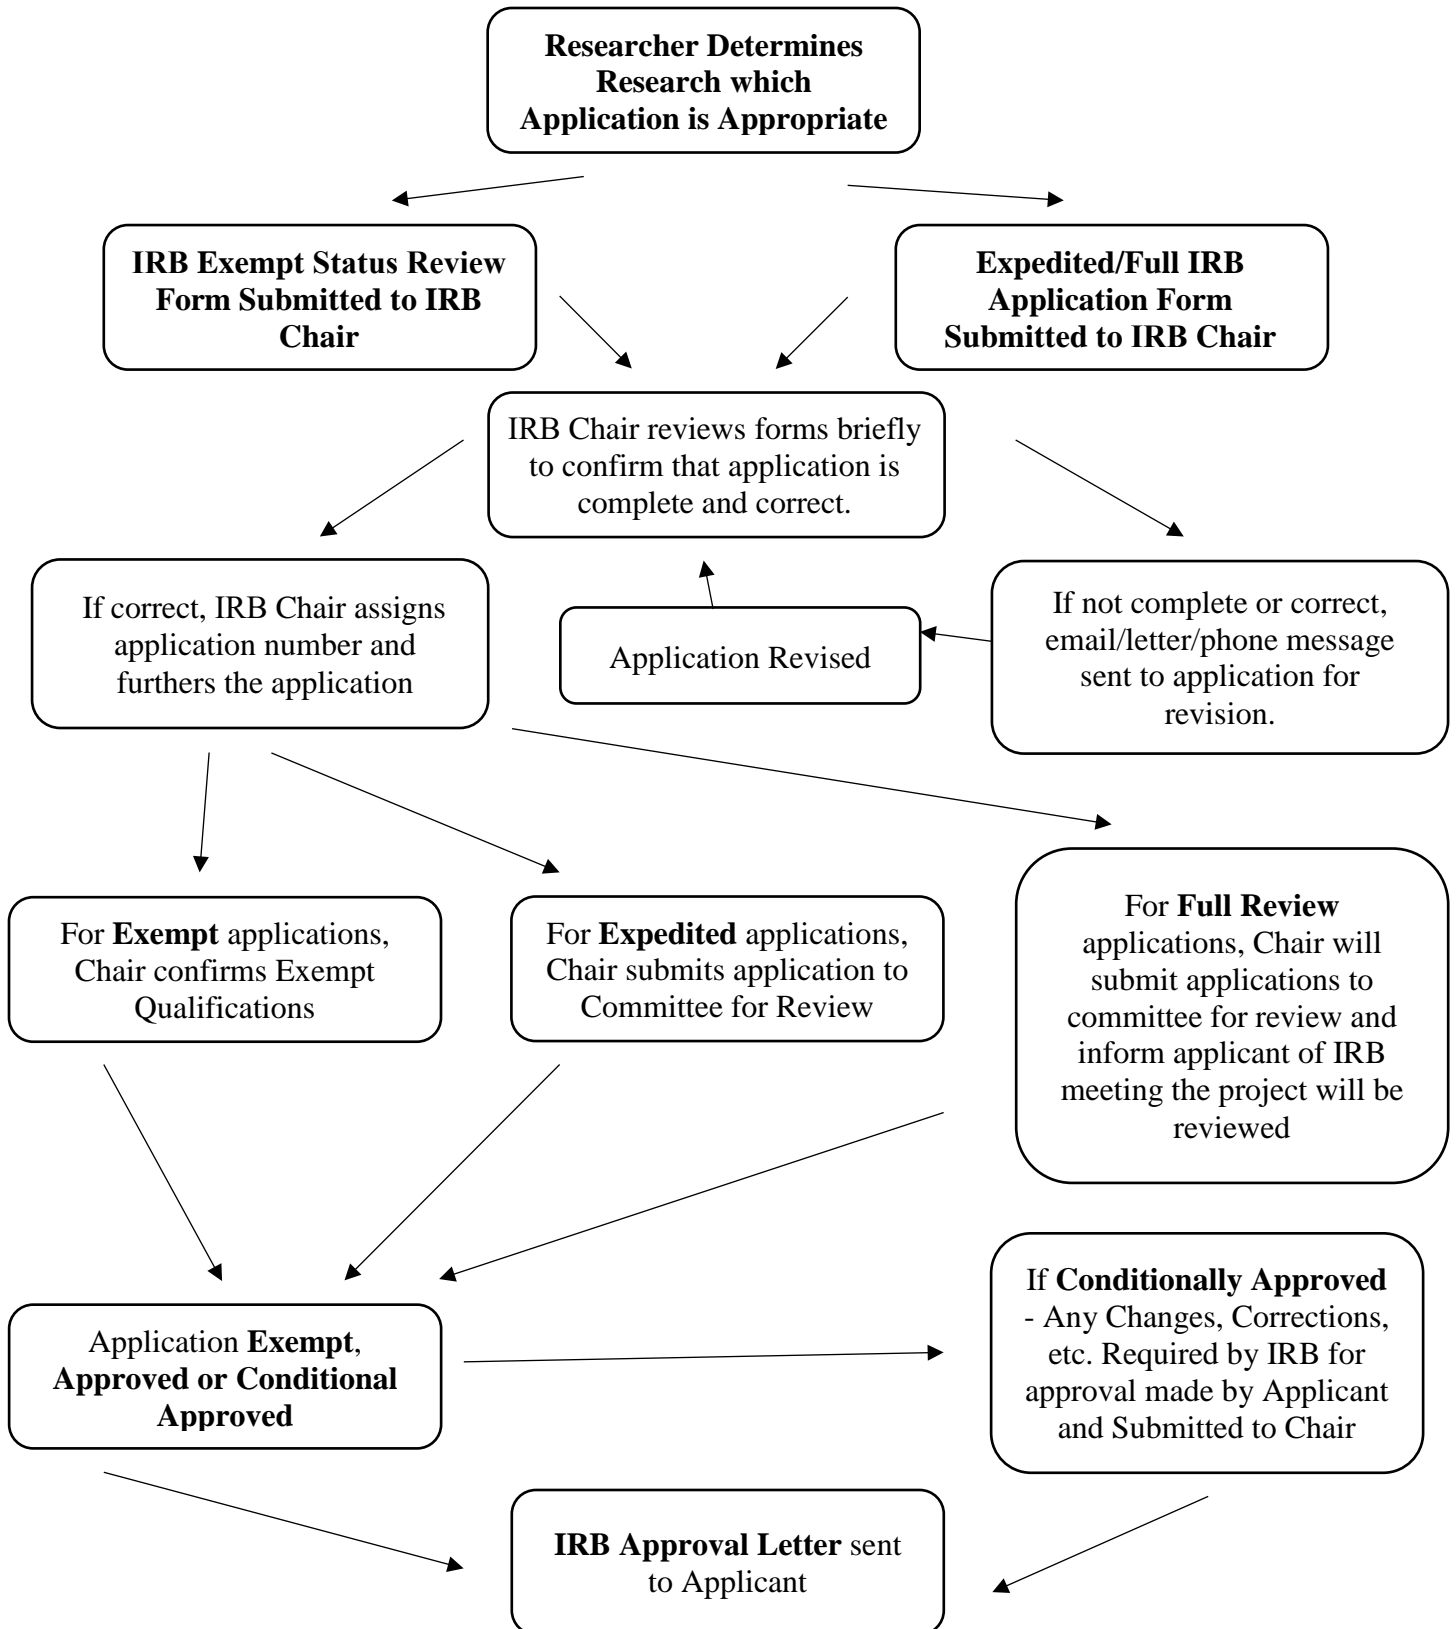 Researcher Determines
Research which
Application is Appropriate
IRB Exempt Status Review
Form Submitted to IRB
Chair
Expedited/Full IRB
Application Form
Submitted to IRB Chair
IRB Chair reviews forms briefly
to confirm that application is
complete and correct.
If correct, IRB Chair assigns
application number and
furthers the application
Application Revised
If not complete or correct,
email/letter/phone message
sent to application for
revision.
For Exempt applications,
Chair confirms Exempt
Qualifications
For Expedited applications,
Chair submits application to
Committee for Review
For Full Review
applications, Chair will
submit applications to
committee for review and
inform applicant of IRB
meeting the project will be
reviewed
Application Exempt,
Approved or Conditional
Approved
If Conditionally Approved
- Any Changes, Corrections,
etc. Required by IRB for
approval made by Applicant
and Submitted to Chair
IRB Approval Letter sent
to Applicant